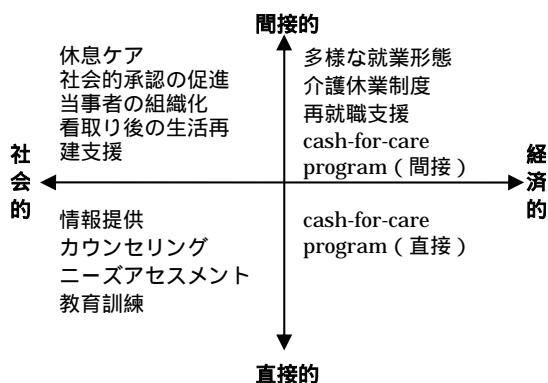 間接的
休息ケア
社会的承認の促進
当事者の組織化
看取り後の生活再
建支援
多様な就業形態
介護休業制度
再就職支援
cash-for-care
program（間接）
社会的
経済的
情報提供
カウンセリング
ニーズアセスメント
教育訓練
cash-for-care
program（直接）
直接的